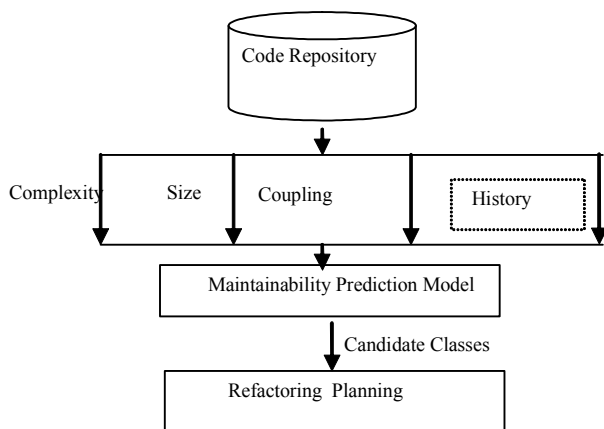 Code Repository
Complexity
Size
Coupling
History
Maintainability Prediction Model
Candidate Classes
Refactoring Planning